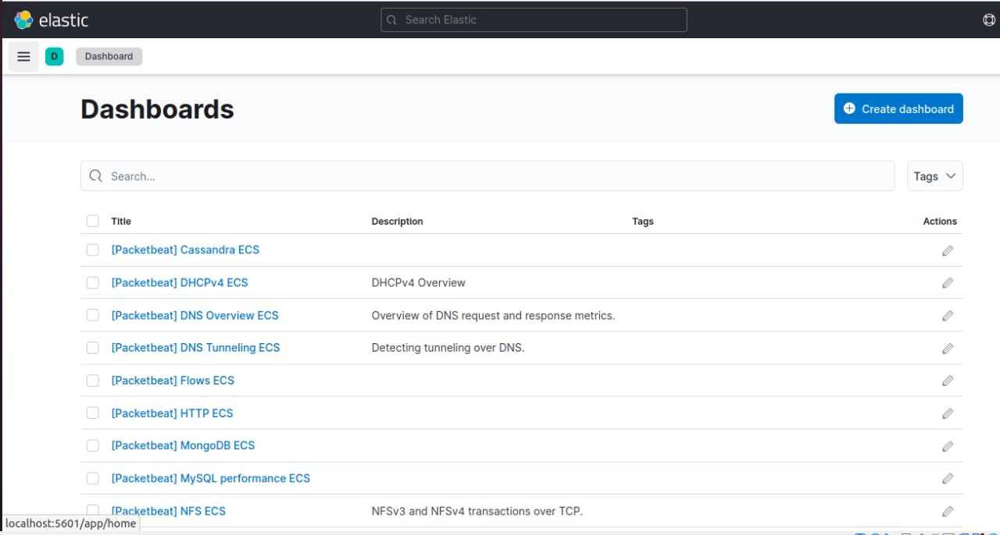 elastic
Search Elastic
D
Dashboard
Dashboards
Create dashboard
Search...
Tags
Title Description Tags Actions
[Packetbeat] Cassandra ECS
[Packetbeat] DHCPv4 ECS DHCPv4 Overview
[Packetbeat] DNS Overview ECS Overview of DNS request and response metrics.
[Packetbeat] DNS Tunneling ECS Detecting tunneling over DNS.
[Packetbeat] Flows ECS
[Packetbeat] HTTP ECS
[Packetbeat] MongoDB ECS
[Packetbeat] MySQL performance ECS
[Packetbeat] NFS ECS NFSv3 and NFSv4 transactions over TCP.
localhost:5601/app/home